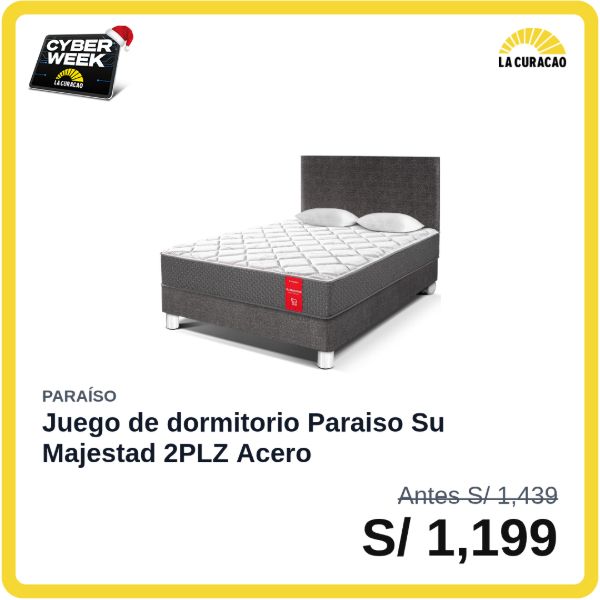 CYBER
WEEK
LA CURACAO
LA CURACAO
PARAÍSO
Juego de dormitorio Paraiso Su
Majestad 2PLZ Acero
Antes S/ 1,439
S/ 1,199